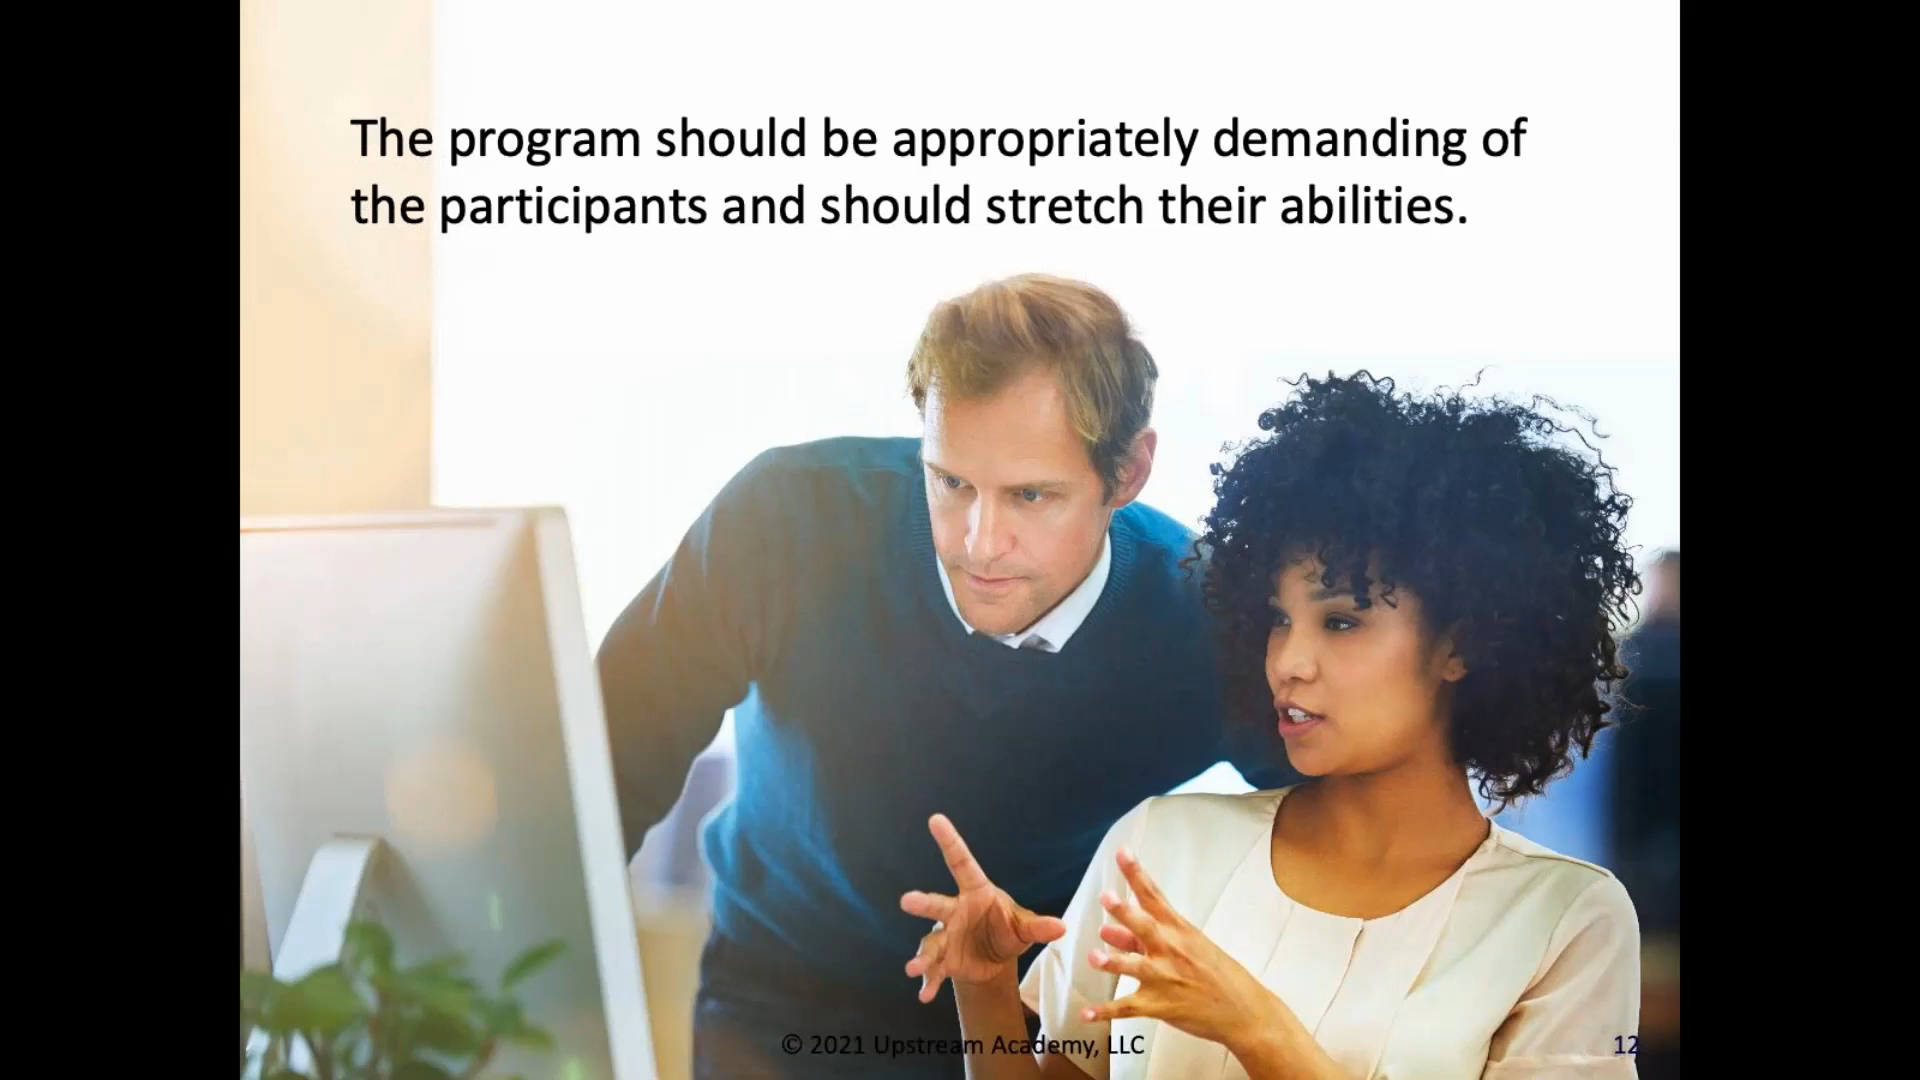 The program should be appropriately demanding of
the participants and should stretch their abilities.
© 2021 Upstream Academy, LLC
12